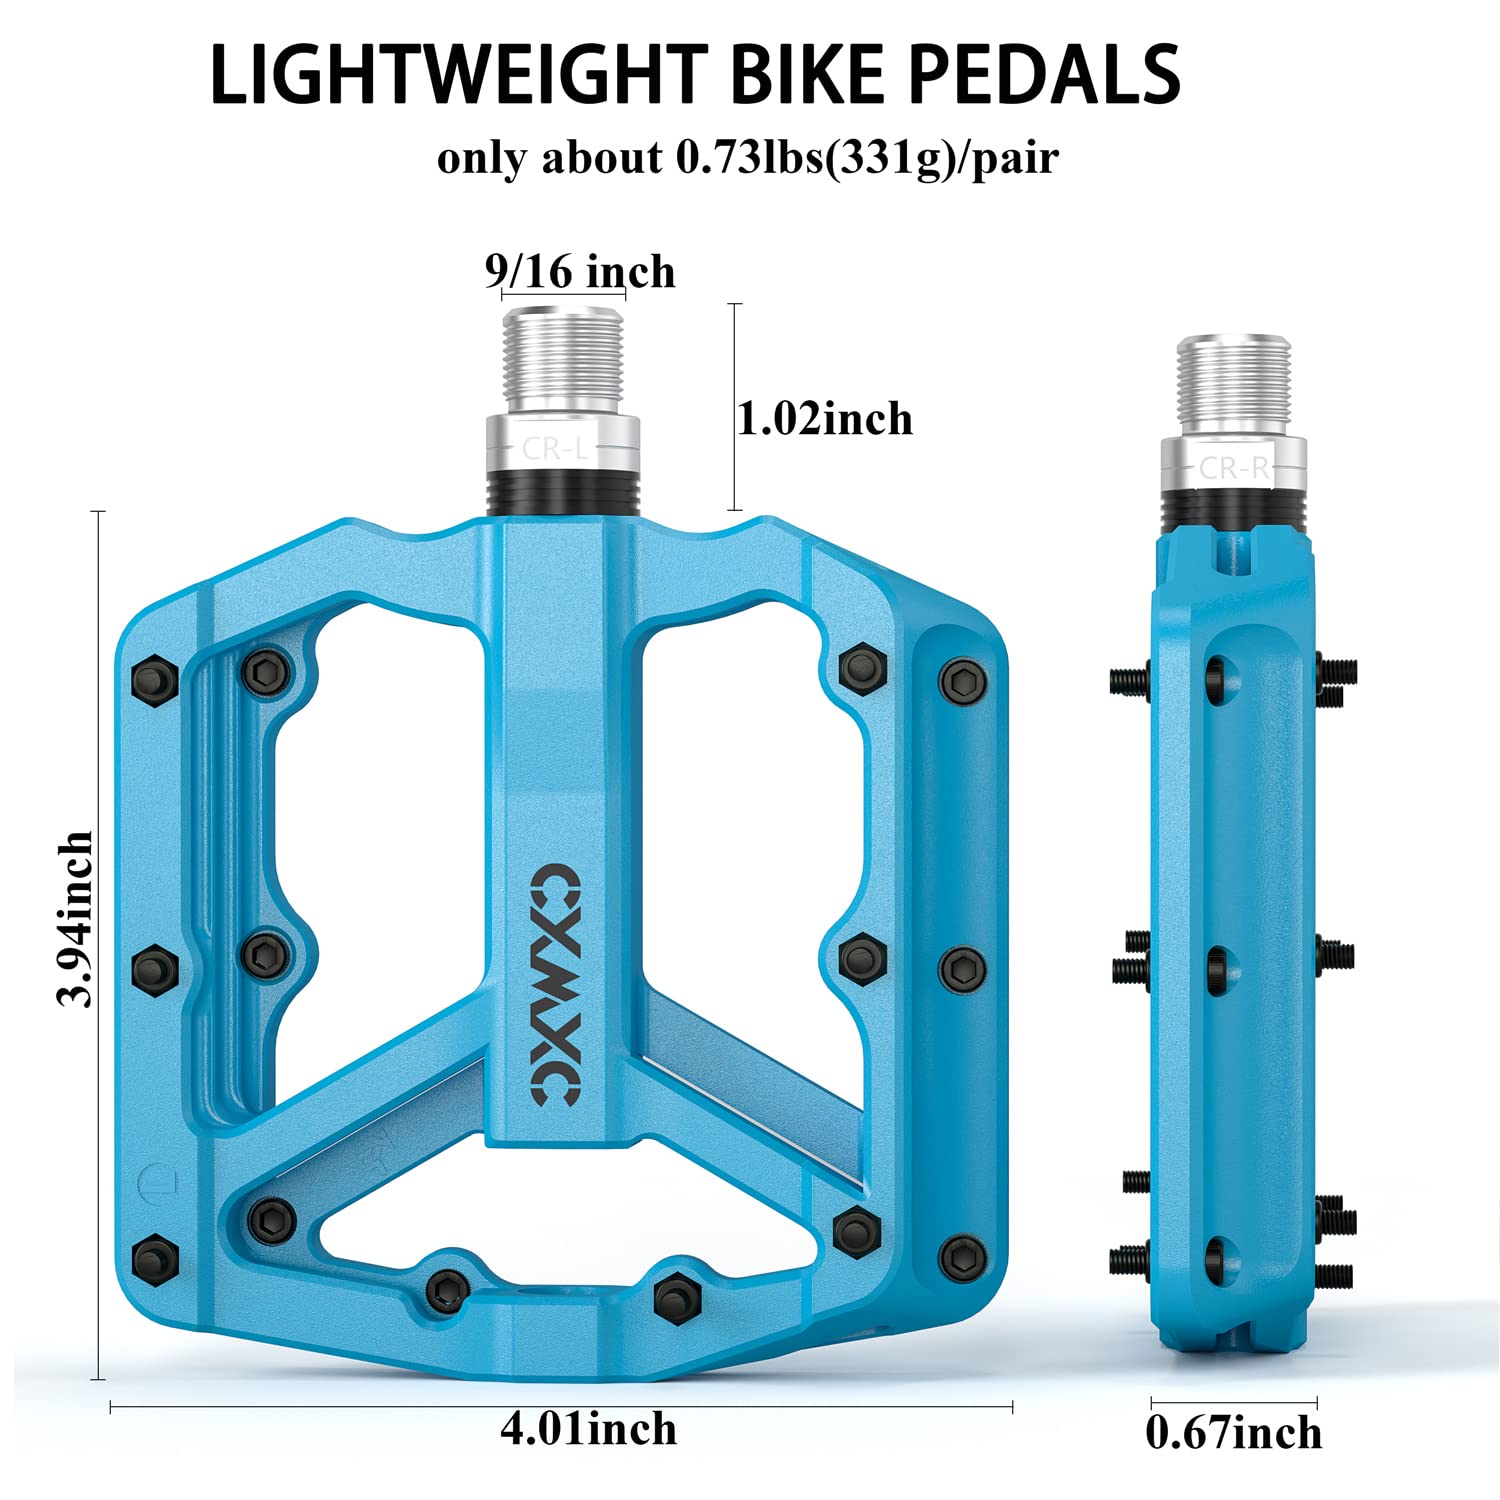 LIGHTWEIGHT BIKE PEDALS
only about 0.73lbs(331g)/pair
9/16 inch
1.02inch
CR-L
CR-R
3.94inch
CXWXC
4.01inch
0.67inch